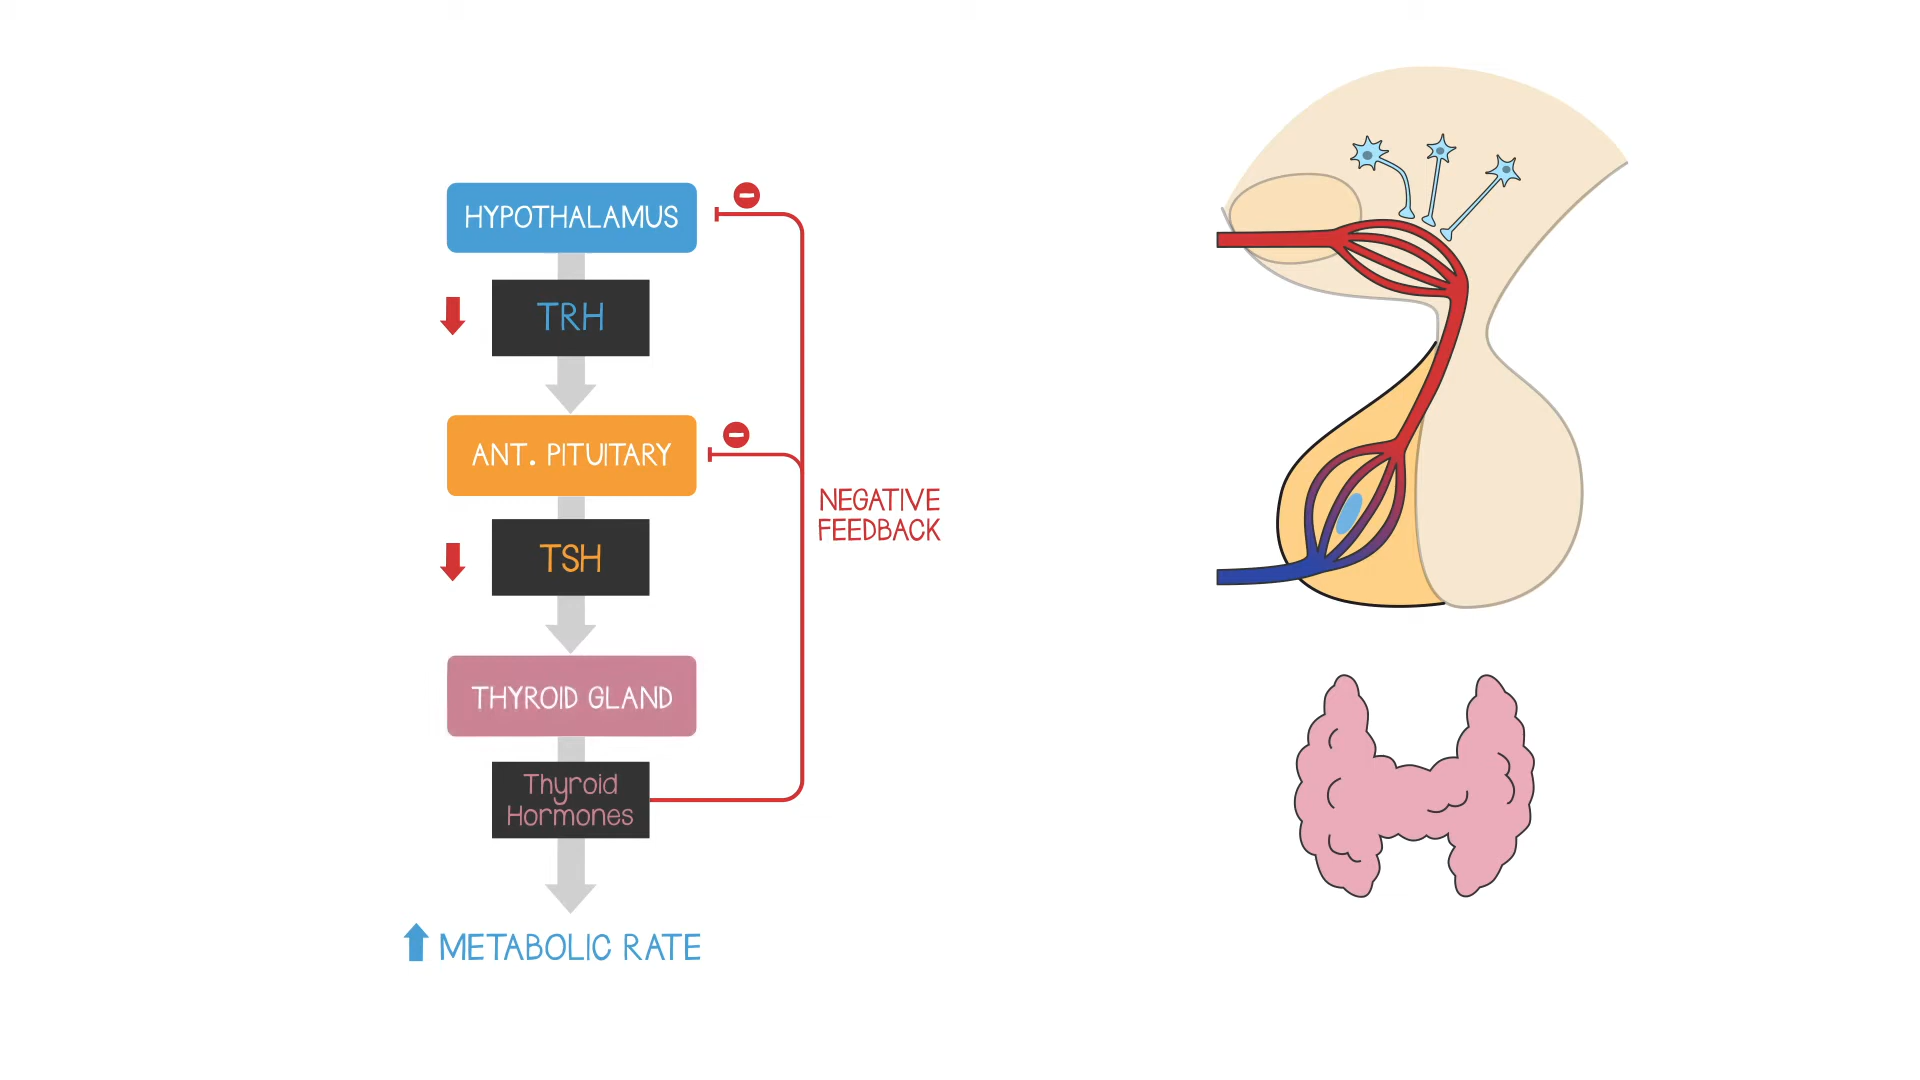 HYPOTHALAMUS
TRH
ANT. PITUITARY
NEGATIVE
FEEDBACK
TSH
THYROID GLAND
Thyroid
Hormones
METABOLIC RATE